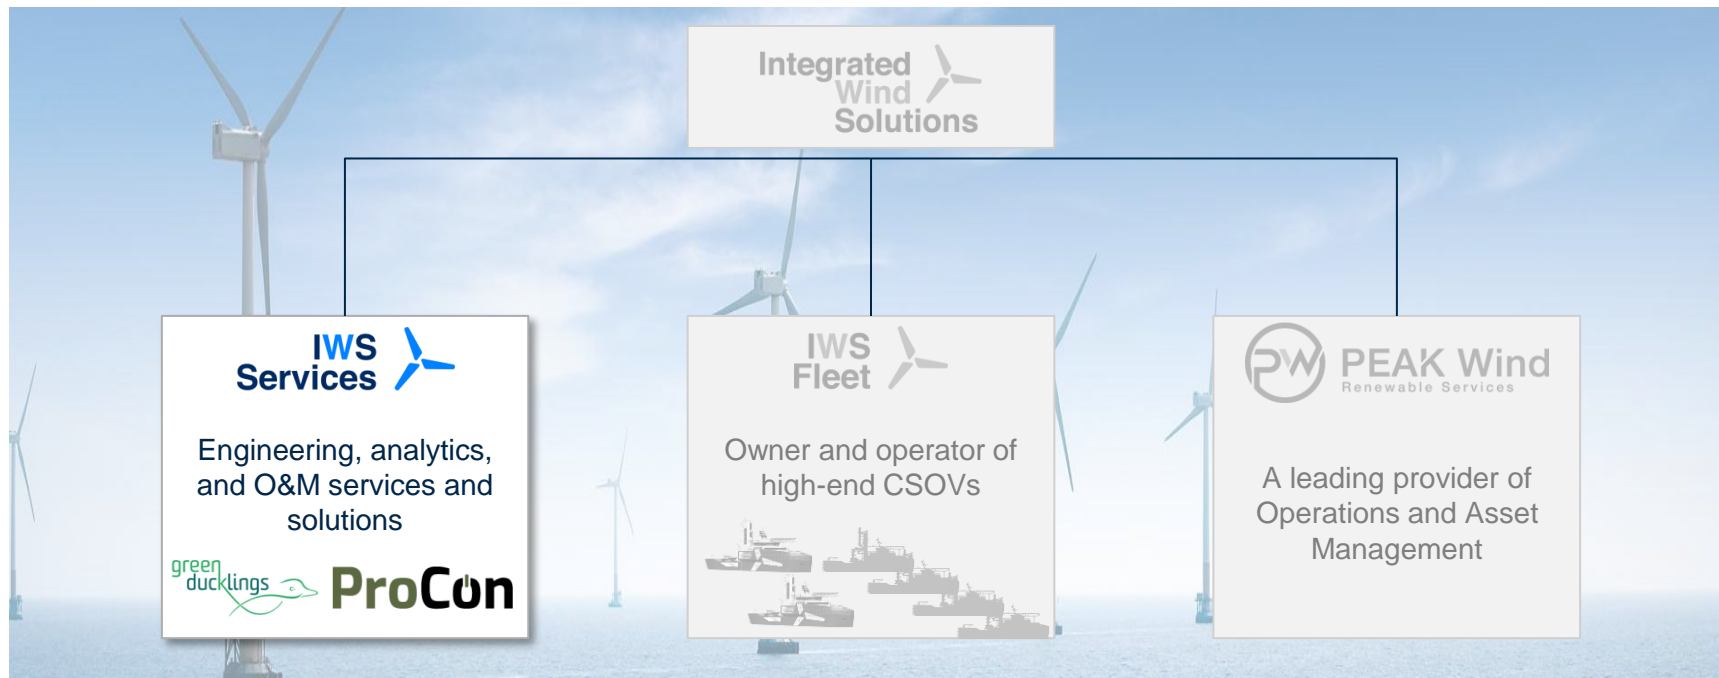 Integrated
Wind
Solutions
IWS
Services
Engineering, analytics,
and O&M services and
solutions
green
ducklings
ProCon
IWS
Fleet
Owner and operator of
high-end CSOVs
PW
PEAK Wind
Renewable Services
A leading provider of
Operations and Asset
Management